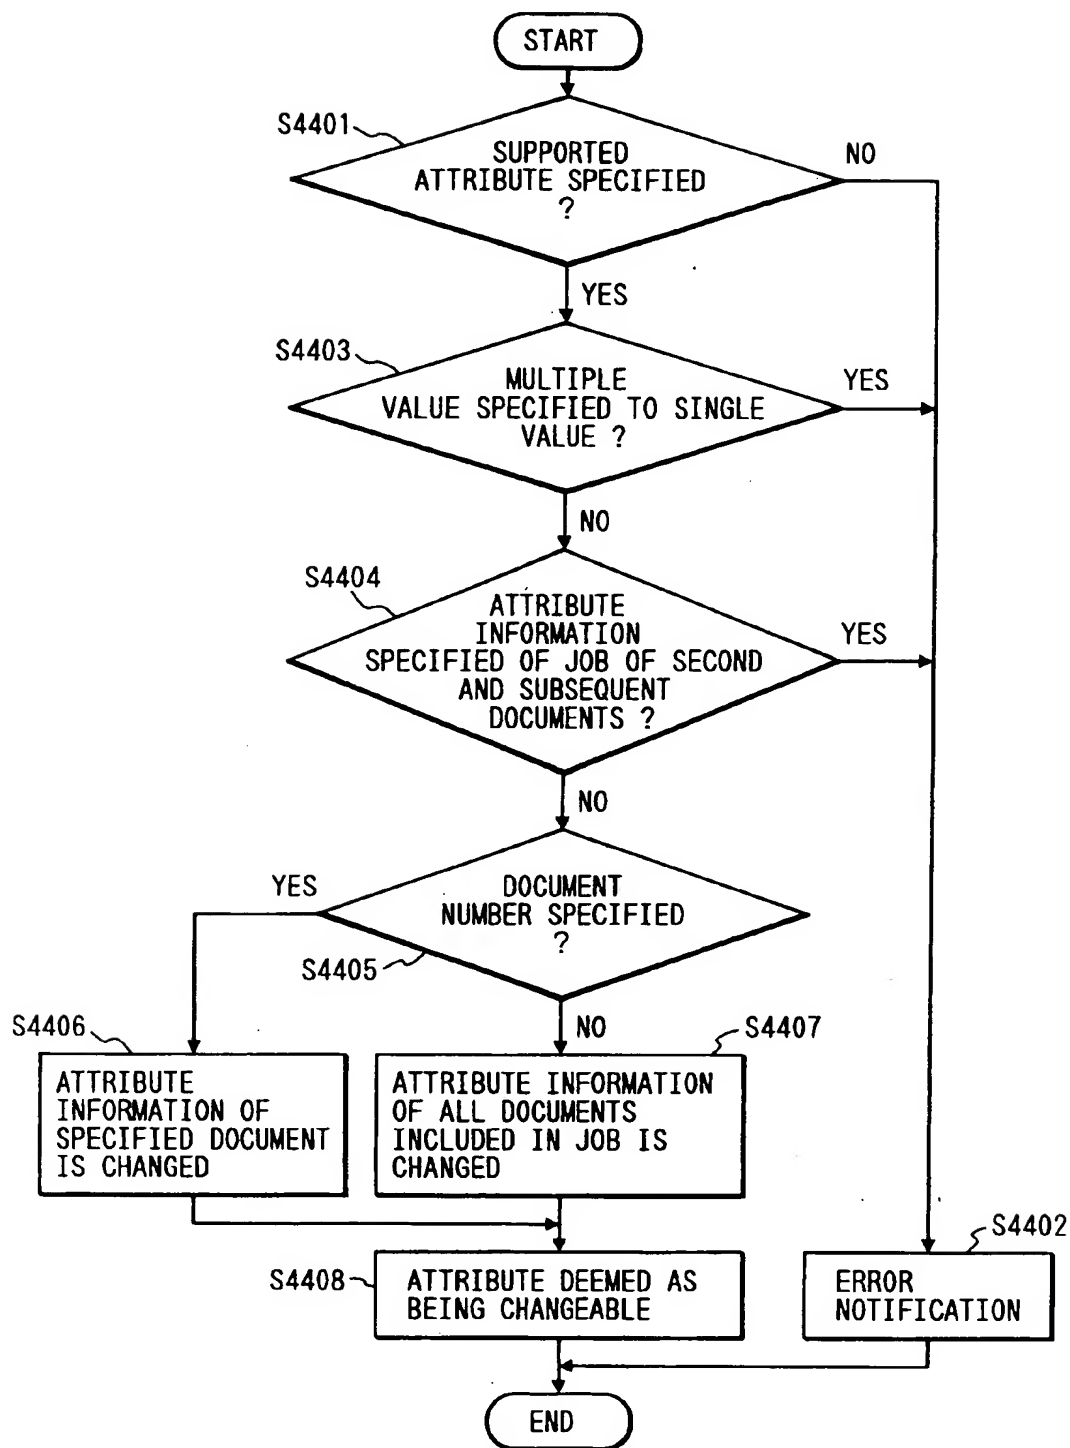 START
S4401
SUPPORTED
ATTRIBUTE SPECIFIED
?
NO
YES
S4403
MULTIPLE
VALUE SPECIFIED TO SINGLE
VALUE ?
YES
NO
S4404
ATTRIBUTE
INFORMATION
SPECIFIED OF JOB OF SECOND
AND SUBSEQUENT
DOCUMENTS ?
YES
NO
YES
DOCUMENT
NUMBER SPECIFIED
?
S4405
NO
S4406
ATTRIBUTE
INFORMATION OF
SPECIFIED DOCUMENT
IS CHANGED
S4407
ATTRIBUTE INFORMATION
OF ALL DOCUMENTS
INCLUDED IN JOB IS
CHANGED
S4408
ATTRIBUTE DEEMED AS
BEING CHANGEABLE
S4402
ERROR
NOTIFICATION
END